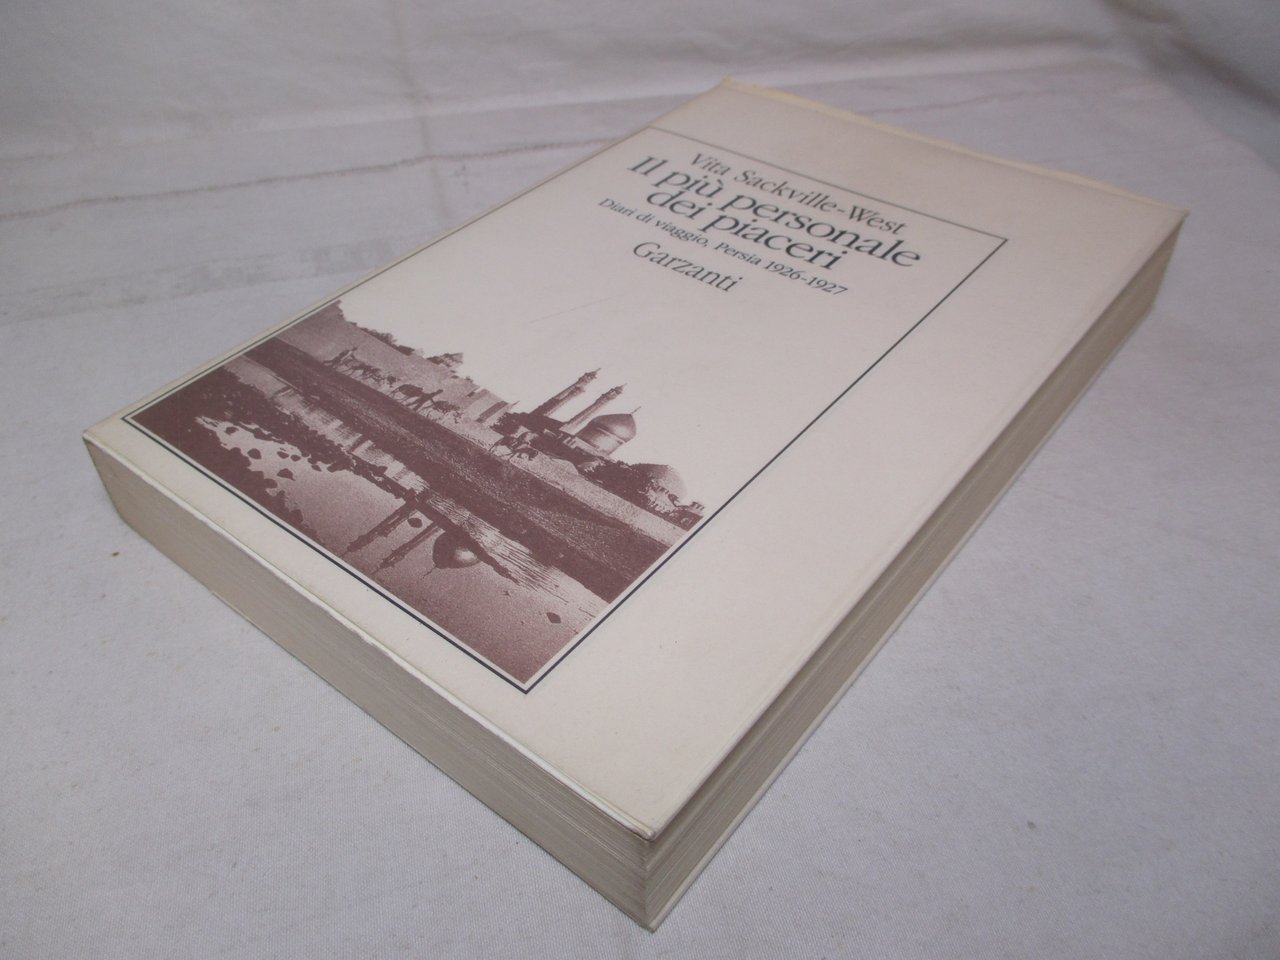 Vita Sackville-West
Il più personale
dei piaceri
Diari di viaggio, Persia 1926-1927
Garzanti